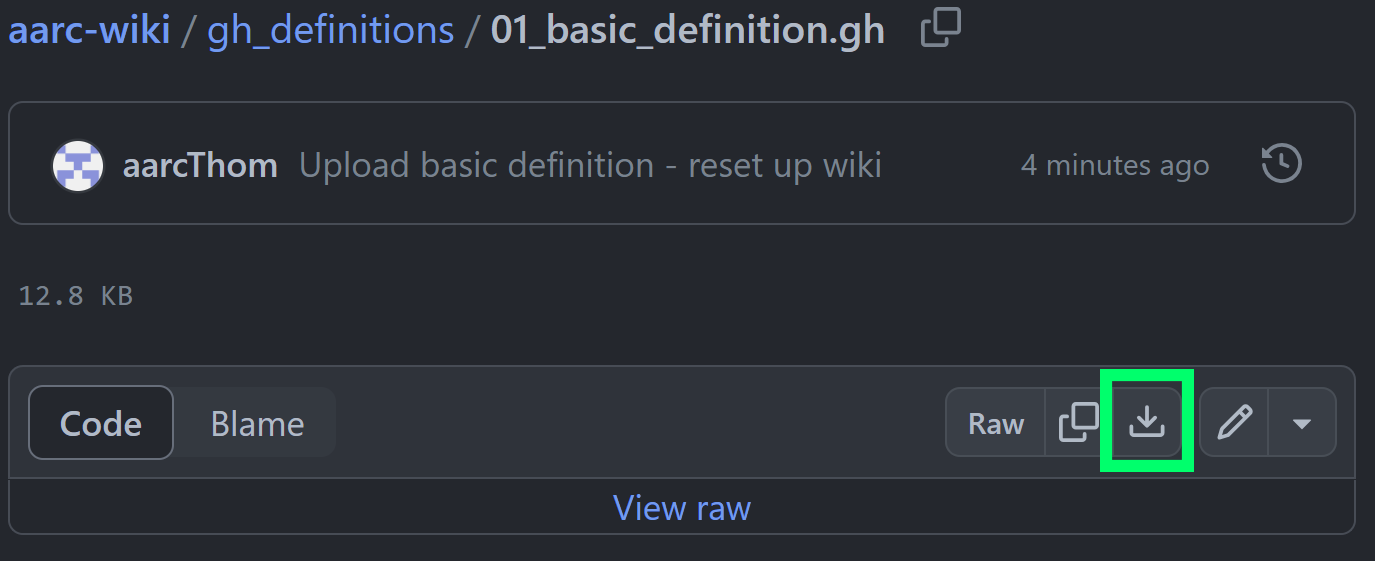 aarc-wiki / gh_definitions / 01_basic_definition.gh
aarcThom Upload basic definition - reset up wiki 4 minutes ago
12.8 KB
Code Blame Raw
View raw